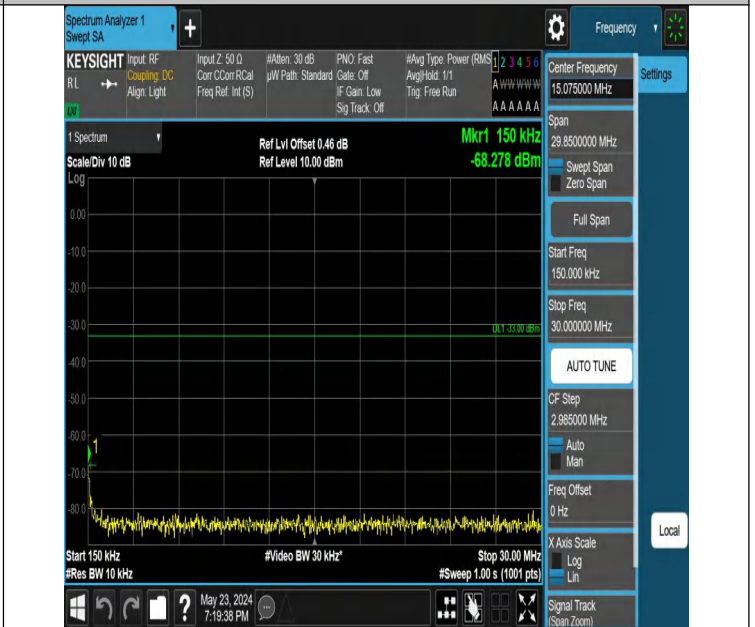 Spectrum Analyzer 1
Swept SA
Frequency
KEYSIGHT
RL
LXI
Input: RF
Coupling: DC
Align: Light
Input Z: 50 Ω
Corr CCorr RCal
Freq Ref: Int (S)
#Atten: 30 dB
µW Path: Standard
PNO: Fast
Gate: Off
IF Gain: Low
Sig Track: Off
#Avg Type: Power (RMS
Avg|Hold: 1/1
Trig: Free Run
1 2 3 4 5 6
A W W W W W
A A A A A A
1 Spectrum
Scale/Div 10 dB
Ref Lvl Offset 0.46 dB
Ref Level 10.00 dBm
Mkr1 150 kHz
-68.278 dBm
Log
0.00
-10.0
-20.0
-30.0
DL1 -33.00 dBm
-40.0
-50.0
-60.0
1
-70.0
-80.0
Start 150 kHz
#Res BW 10 kHz
#Video BW 30 kHz*
Stop 30.00 MHz
#Sweep 1.00 s (1001 pts)
Center Frequency
15.075000 MHz
Settings
Span
29.8500000 MHz
Swept Span
Zero Span
Full Span
Start Freq
150.000 kHz
Stop Freq
30.000000 MHz
AUTO TUNE
CF Step
2.985000 MHz
Auto
Man
Freq Offset
0 Hz
X Axis Scale
Log
Lin
Local
Signal Track
(Span Zoom)
?
May 23, 2024
7:19:38 PM